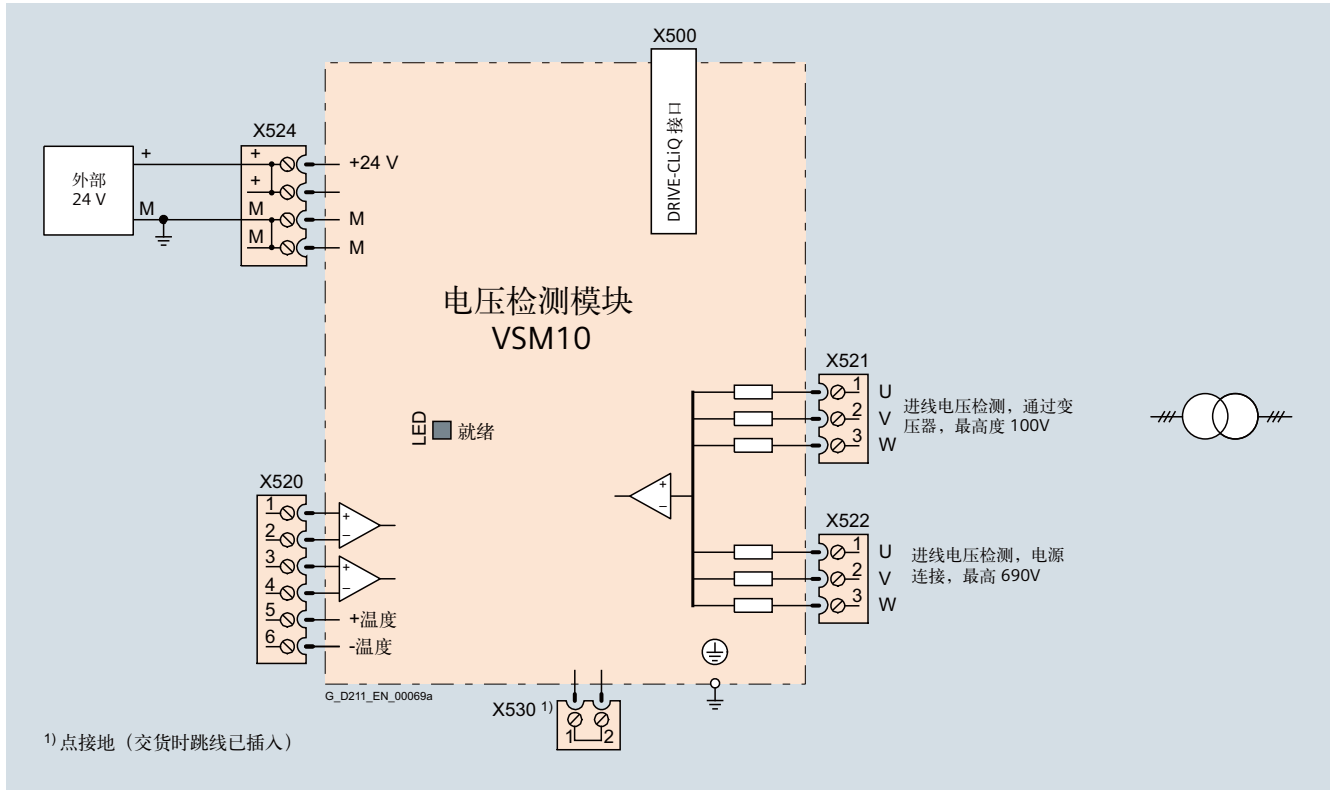 X500
DRIVE-CLiQ 接口
X524
外部
24 V
+
M
+
+
M
M
+24 V
M
M
电压检测模块
VSM10
LED
就绪
X521
1
2
3
U
V
W
进线电压检测，通过变
压器，最高度 100V
X520
1
2
3
4
5
6
+
–
+
–
+温度
-温度
+
–
X522
1
2
3
U
V
W
进线电压检测，电源
连接，最高 690V
G_D211_EN_00069a
X530 1)
1
2
1) 点接地（交货时跳线已插入）